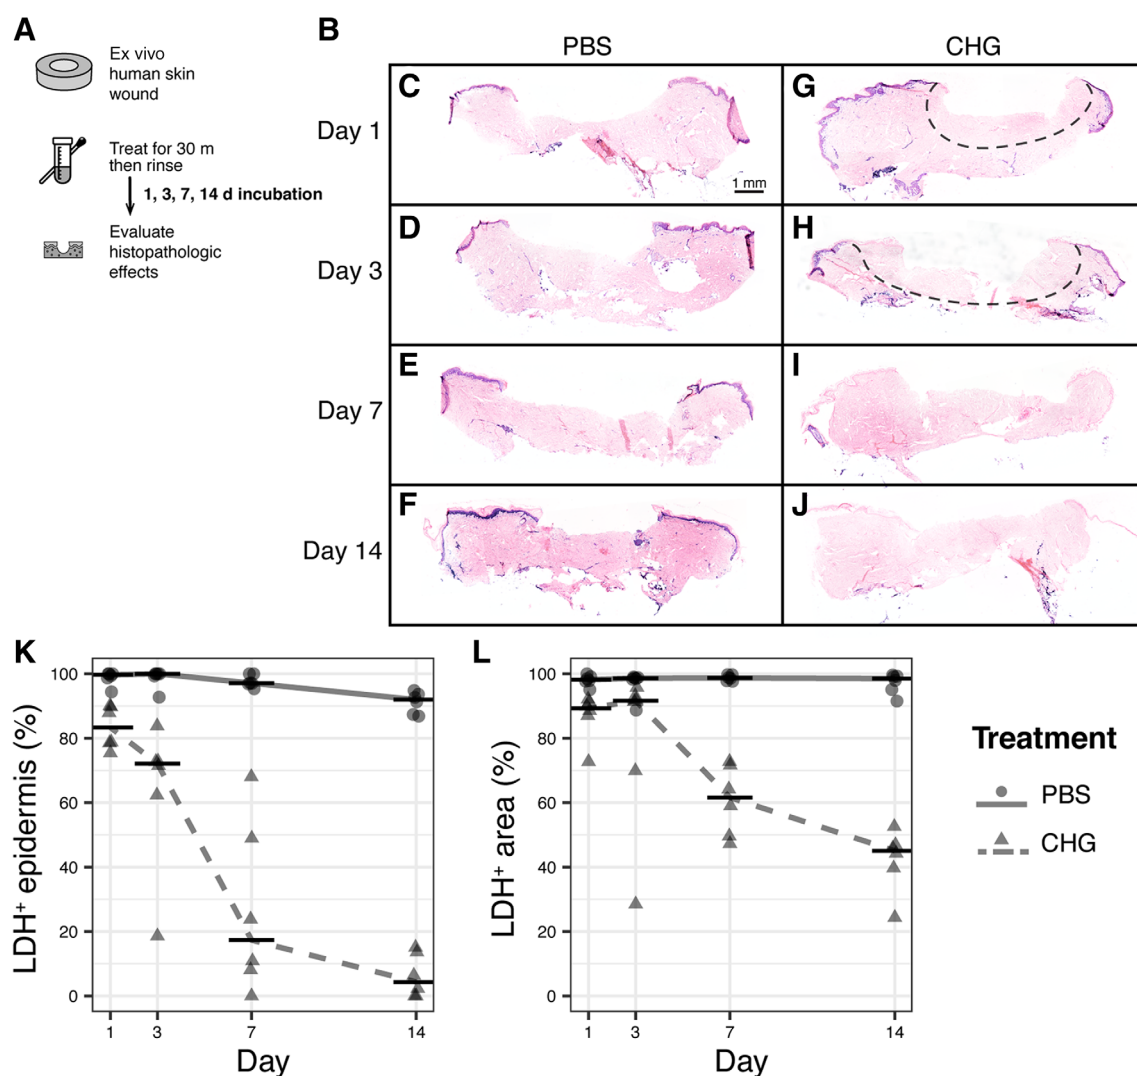 A
Ex vivo
human skin
wound
Treat for 30 m
then rinse
1, 3, 7, 14 d incubation
Evaluate
histopathologic
effects
B
PBS
CHG
Day 1
C
1 mm
G
Day 3
D
H
Day 7
E
I
Day 14
F
J
K
LDH+ epidermis (%)
100
80
60
40
20
0
1
3
7
14
Day
L
LDH+ area (%)
100
80
60
40
20
0
1
3
7
14
Day
Treatment
PBS
CHG